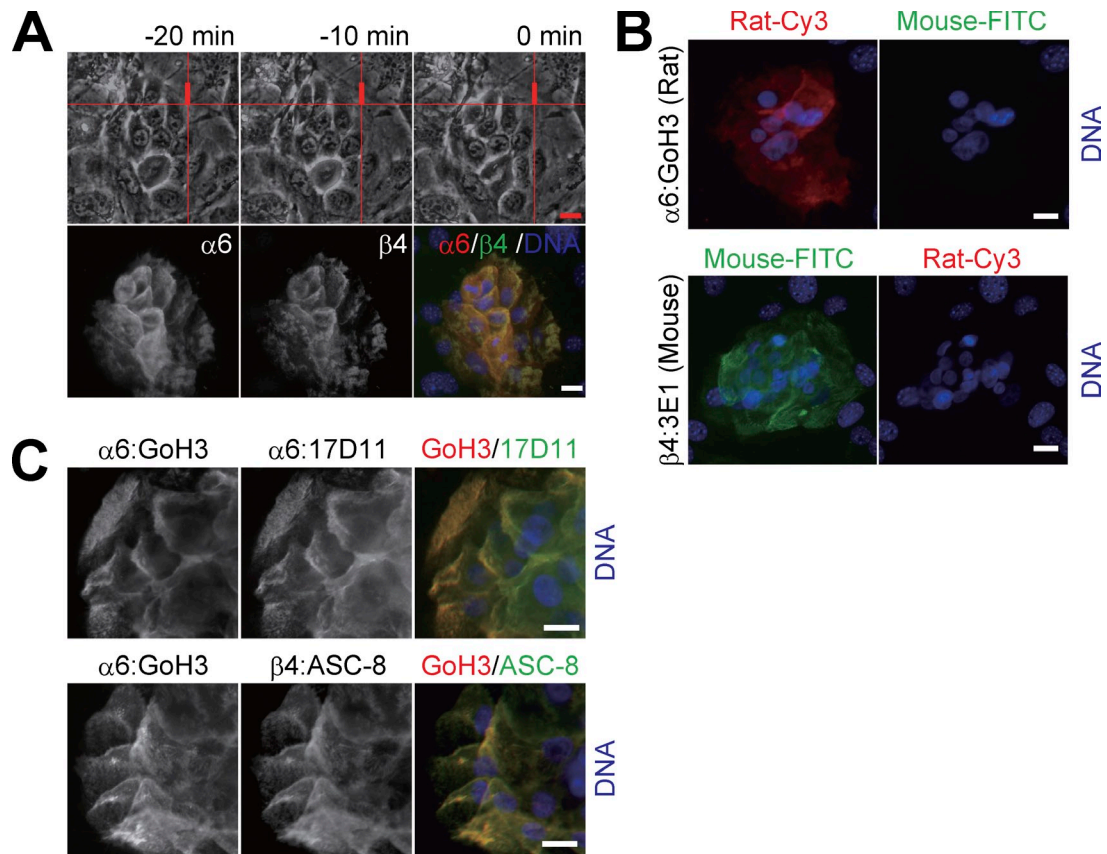 A
-20 min
-10 min
0 min
α6
β4
α6/β4 /DNA
B
Rat-Cy3
Mouse-FITC
α6:GoH3 (Rat)
DNA
Mouse-FITC
Rat-Cy3
β4:3E1 (Mouse)
DNA
C
α6:GoH3
α6:17D11
GoH3/17D11
DNA
α6:GoH3
β4:ASC-8
GoH3/ASC-8
DNA